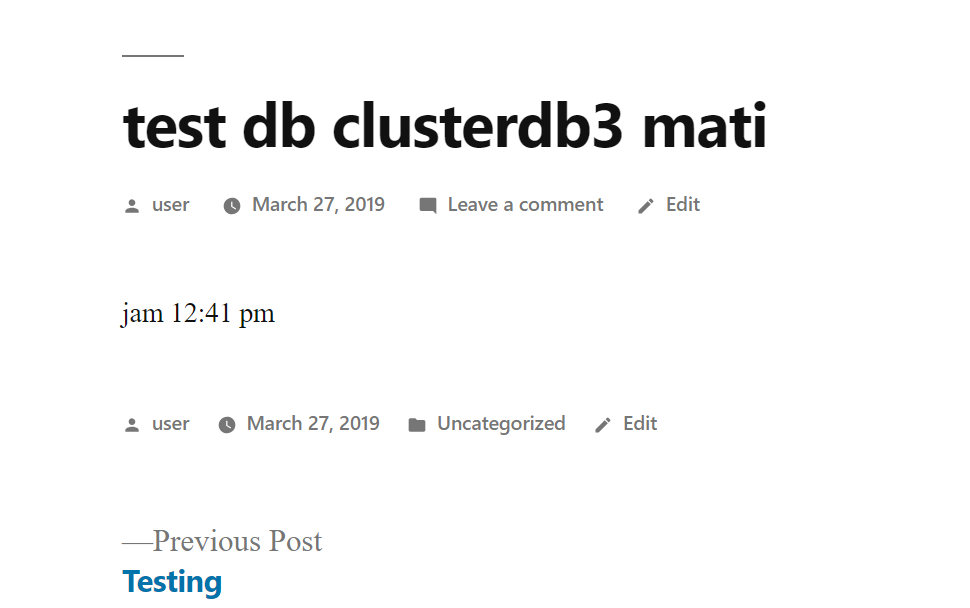 test db clusterdb3 mati
user March 27, 2019 Leave a comment Edit
jam 12:41 pm
user March 27, 2019 Uncategorized Edit
—Previous Post
Testing